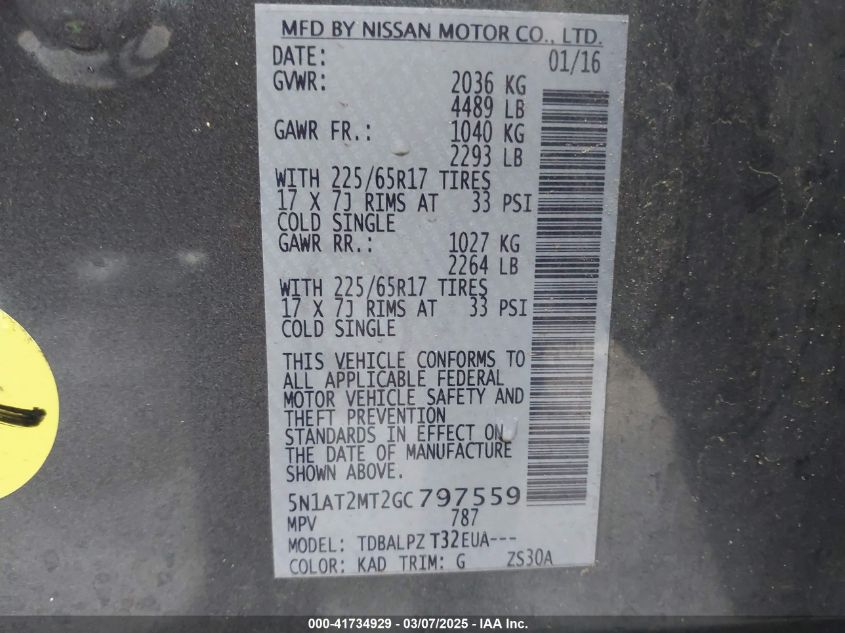 MFD BY NISSAN MOTOR CO., LTD.
DATE: 01/16
GVWR: 2036 KG
4489 LB
GAWR FR.: 1040 KG
2293 LB
WITH 225/65R17 TIRES
17 X 7J RIMS AT 33 PSI
COLD SINGLE
GAWR RR.: 1027 KG
2264 LB
WITH 225/65R17 TIRES
17 X 7J RIMS AT 33 PSI
COLD SINGLE
THIS VEHICLE CONFORMS TO
ALL APPLICABLE FEDERAL
MOTOR VEHICLE SAFETY AND
THEFT PREVENTION
STANDARDS IN EFFECT ON
THE DATE OF MANUFACTURE
SHOWN ABOVE.
5N1AT2MT2GC797559
MPV 787
MODEL: TDBALPZ T32EUA---
COLOR: KAD TRIM: G ZS30A
000-41734929 - 03/07/2025 - IAA Inc.